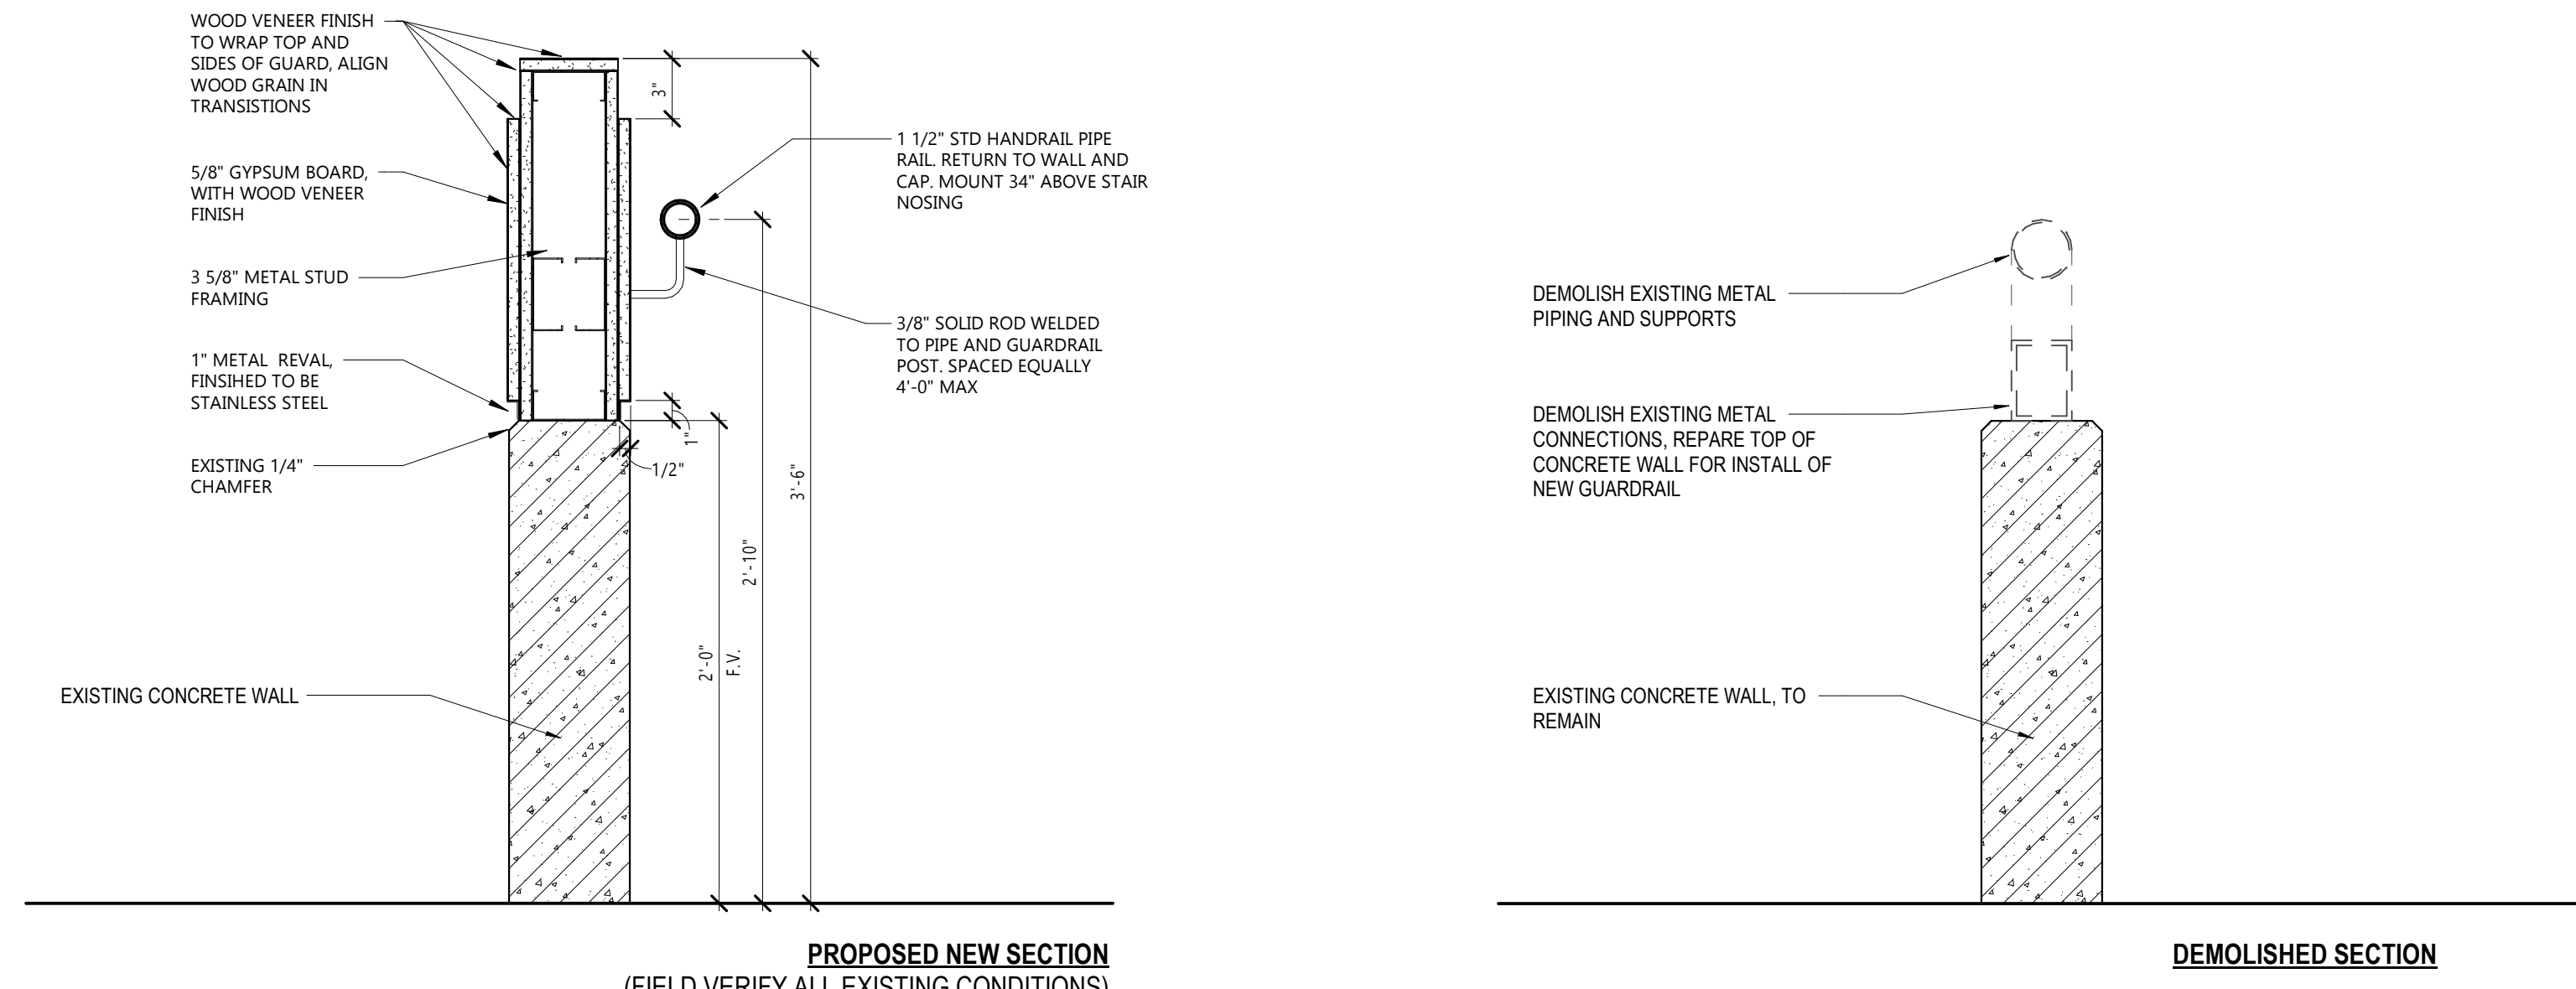 WOOD VENEER FINISH
TO WRAP TOP AND
SIDES OF GUARD, ALIGN
WOOD GRAIN IN
TRANSISTIONS
5/8" GYPSUM BOARD,
WITH WOOD VENEER
FINISH
3 5/8" METAL STUD
FRAMING
1" METAL REVAL,
FINSIHED TO BE
STAINLESS STEEL
EXISTING 1/4"
CHAMFER
EXISTING CONCRETE WALL
3"
1"
1/2"
2'-0"
F.V.
2'-10"
3'-6"
1 1/2" STD HANDRAIL PIPE
RAIL. RETURN TO WALL AND
CAP. MOUNT 34" ABOVE STAIR
NOSING
3/8" SOLID ROD WELDED
TO PIPE AND GUARDRAIL
POST. SPACED EQUALLY
4'-0" MAX
PROPOSED NEW SECTION
(FIELD VERIFY ALL EXISTING CONDITIONS)
DEMOLISH EXISTING METAL
PIPING AND SUPPORTS
DEMOLISH EXISTING METAL
CONNECTIONS, REPARE TOP OF
CONCRETE WALL FOR INSTALL OF
NEW GUARDRAIL
EXISTING CONCRETE WALL, TO
REMAIN
DEMOLISHED SECTION